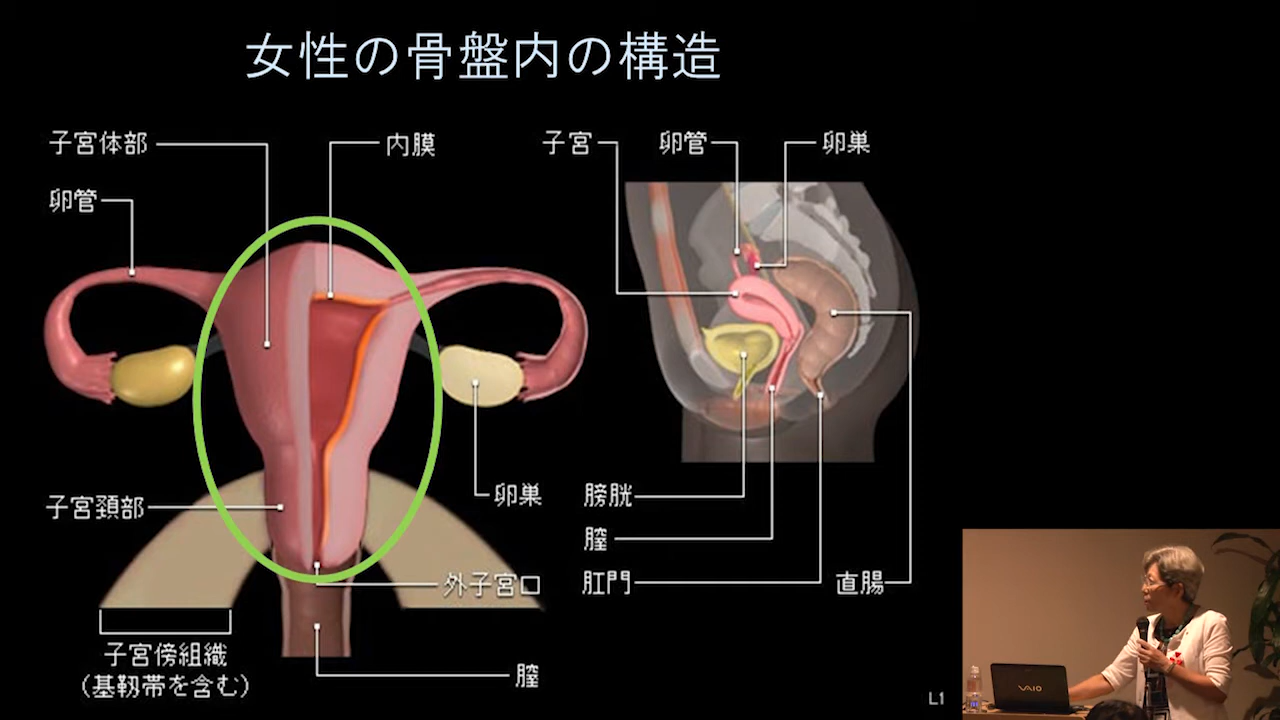 女性の骨盤内の構造
子宮体部
内膜
卵管
子宮頚部
卵巣
外子宮口
子宮傍組織
(基靱帯を含む)
膣
子宮
卵管
卵巣
膀胱
膣
肛門
直腸
L1
VAIO